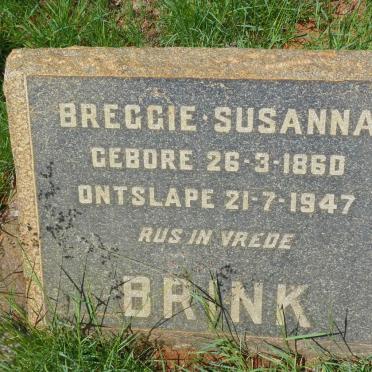 BREGGIE · SUSANNA
GEBORE 26-3-1860
ONTSLAPE 21-7-1947
RUS IN VREDE
BRINK